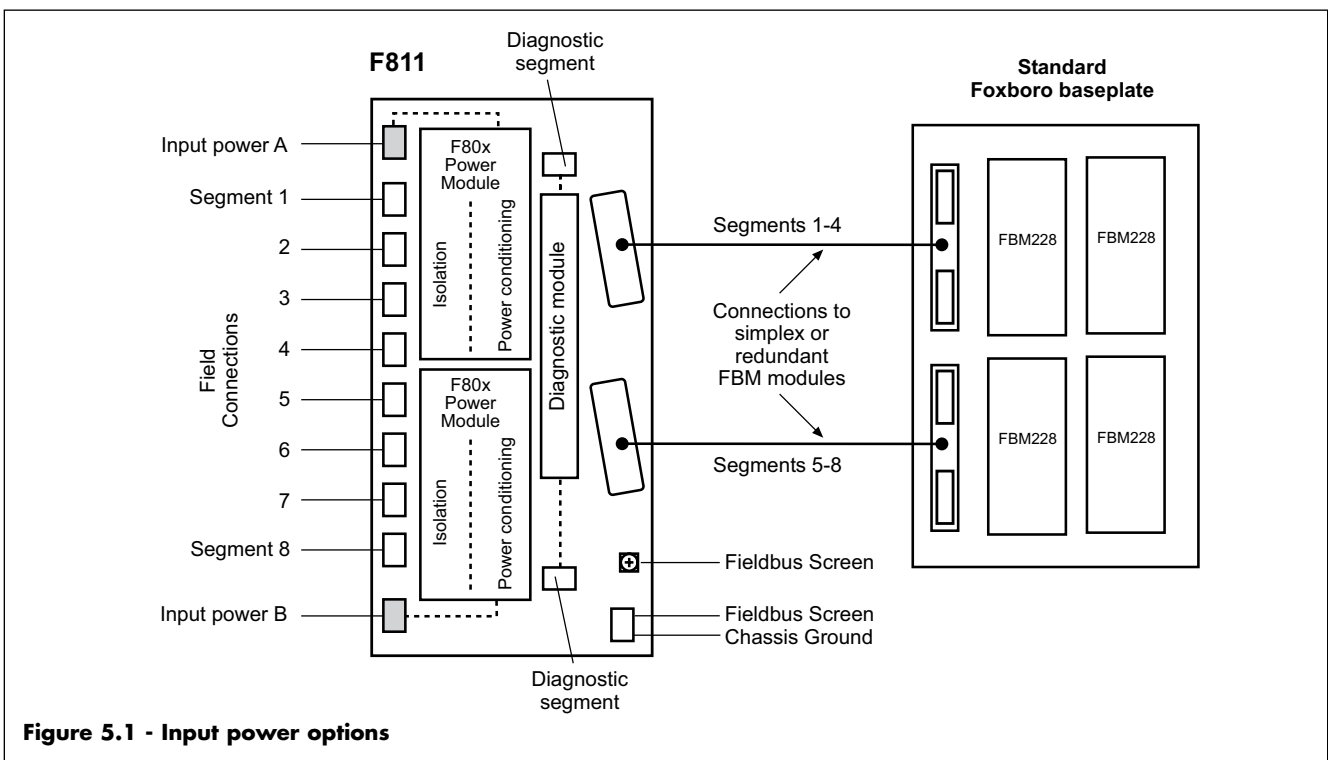 F811
Diagnostic
segment
Standard
Foxboro baseplate
Input power A
Segment 1
2
3
4
5
6
7
Segment 8
Input power B
Field
Connections
F80x
Power
Module
Isolation
Power conditioning
F80x
Power
Module
Isolation
Power conditioning
Diagnostic module
Segments 1-4
Connections to
simplex or
redundant
FBM modules
Segments 5-8
FBM228
FBM228
FBM228
FBM228
Fieldbus Screen
Fieldbus Screen
Chassis Ground
Diagnostic
segment
Figure 5.1 - Input power options